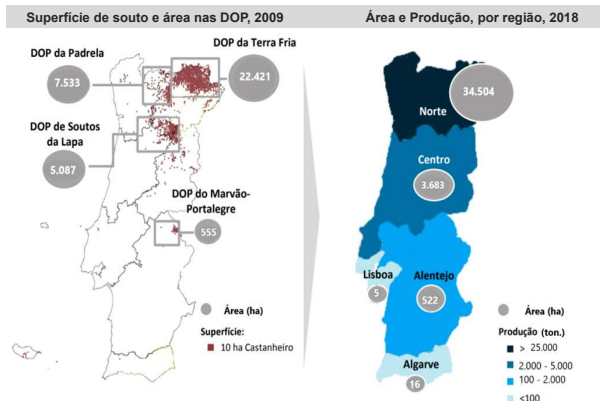 Superfície de souto e área nas DOP, 2009
DOP da Padrela
7.533
DOP da Terra Fria
22.421
DOP de Soutos
da Lapa
5.087
DOP do Marvão-
Portalegre
555
Área (ha)
Superfície:
10 ha Castanheiro
Área e Produção, por região, 2018
34.504
Norte
Centro
3.683
Lisboa
5
Alentejo
522
Algarve
16
Área (ha)
Produção (ton.)
> 25.000
2.000 - 5.000
100 - 2.000
<100